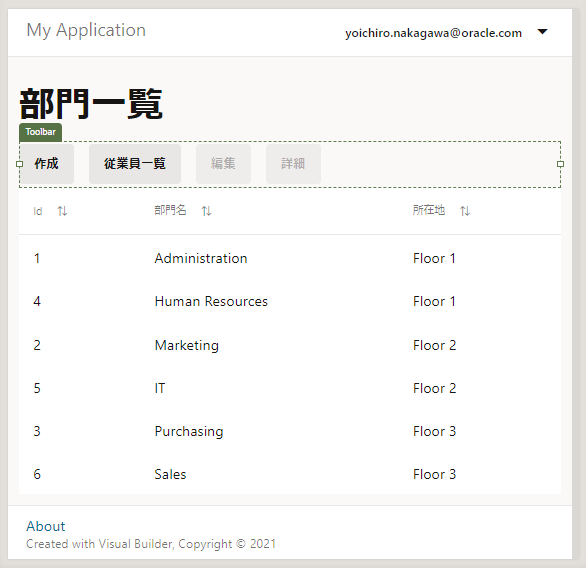 My Application
yoichiro.nakagawa@oracle.com
部門一覧
Toolbar
作成 従業員一覧 編集 詳細
Id 部門名 所在地
1 Administration Floor 1
4 Human Resources Floor 1
2 Marketing Floor 2
5 IT Floor 2
3 Purchasing Floor 3
6 Sales Floor 3
About
Created with Visual Builder, Copyright © 2021